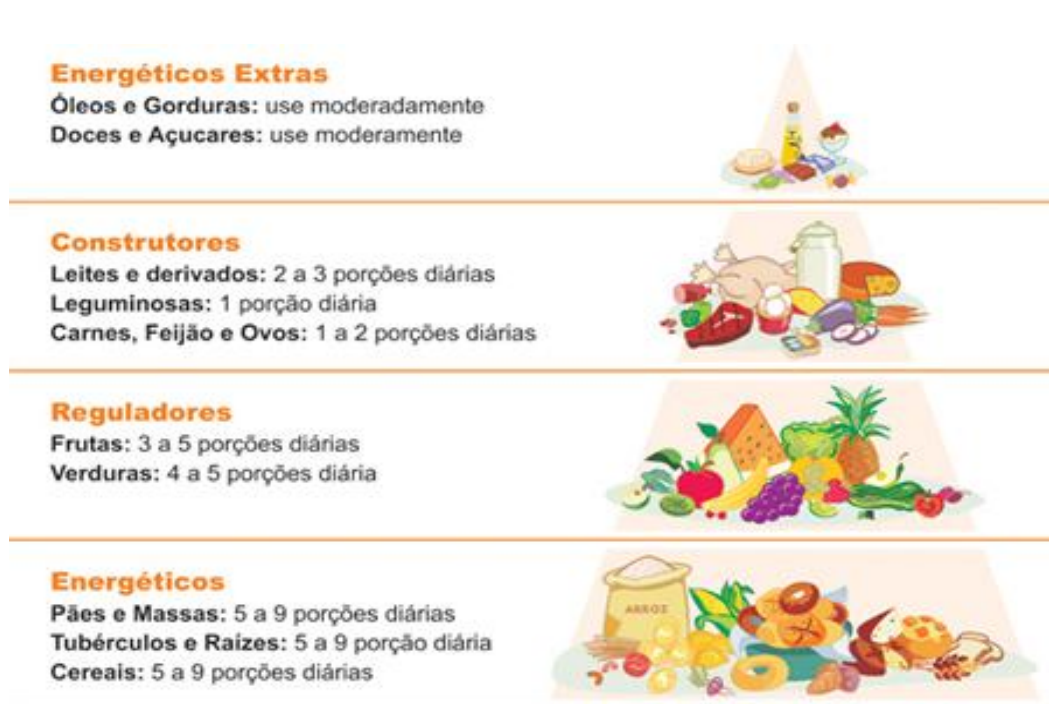 Energéticos Extras
Óleos e Gorduras: use moderadamente
Doces e Açucares: use moderamente
Construtores
Leites e derivados: 2 a 3 porções diárias
Leguminosas: 1 porção diária
Carnes, Feijão e Ovos: 1 a 2 porções diárias
Reguladores
Frutas: 3 a 5 porções diárias
Verduras: 4 a 5 porções diária
Energéticos
Pães e Massas: 5 a 9 porções diárias
Tubérculos e Raízes: 5 a 9 porção diária
Cereais: 5 a 9 porções diárias
ARROZ